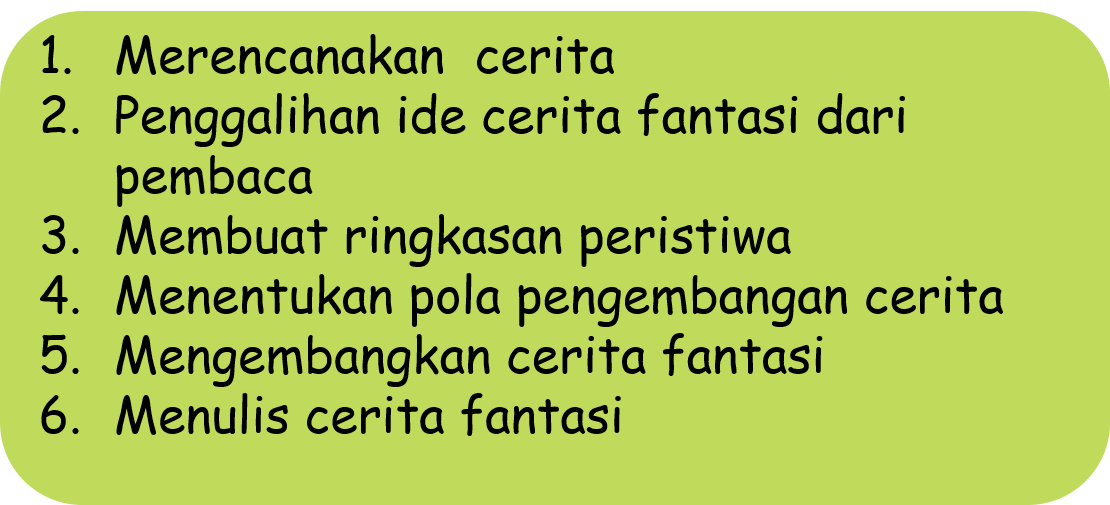 1. Merencanakan cerita
2. Penggalihan ide cerita fantasi dari
pembaca
3. Membuat ringkasan peristiwa
4. Menentukan pola pengembangan cerita
5. Mengembangkan cerita fantasi
6. Menulis cerita fantasi